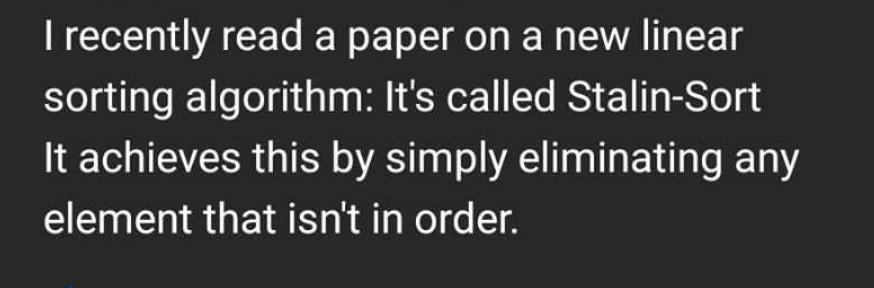 I recently read a paper on a new linear
sorting algorithm: It's called Stalin-Sort
It achieves this by simply eliminating any
element that isn't in order.